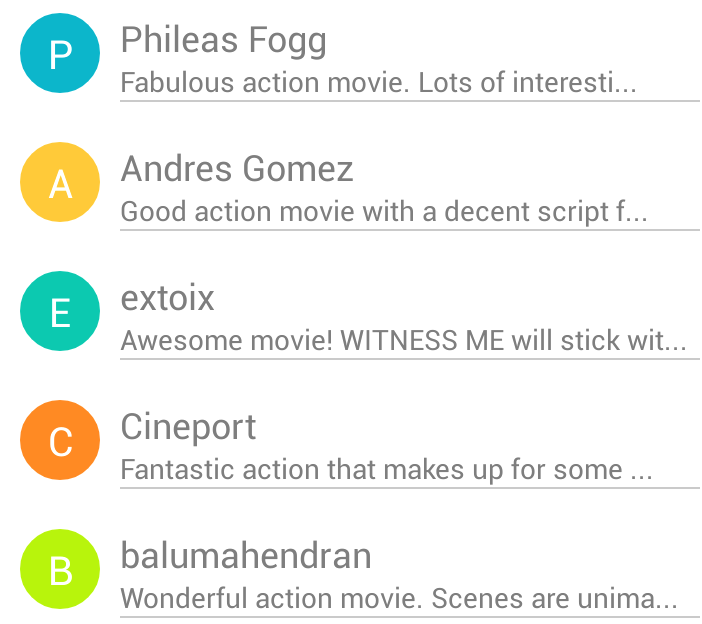 P
Phileas Fogg
Fabulous action movie. Lots of interesti...
A
Andres Gomez
Good action movie with a decent script f...
E
extoix
Awesome movie! WITNESS ME will stick wit...
C
Cineport
Fantastic action that makes up for some ...
B
balumahendran
Wonderful action movie. Scenes are unima...